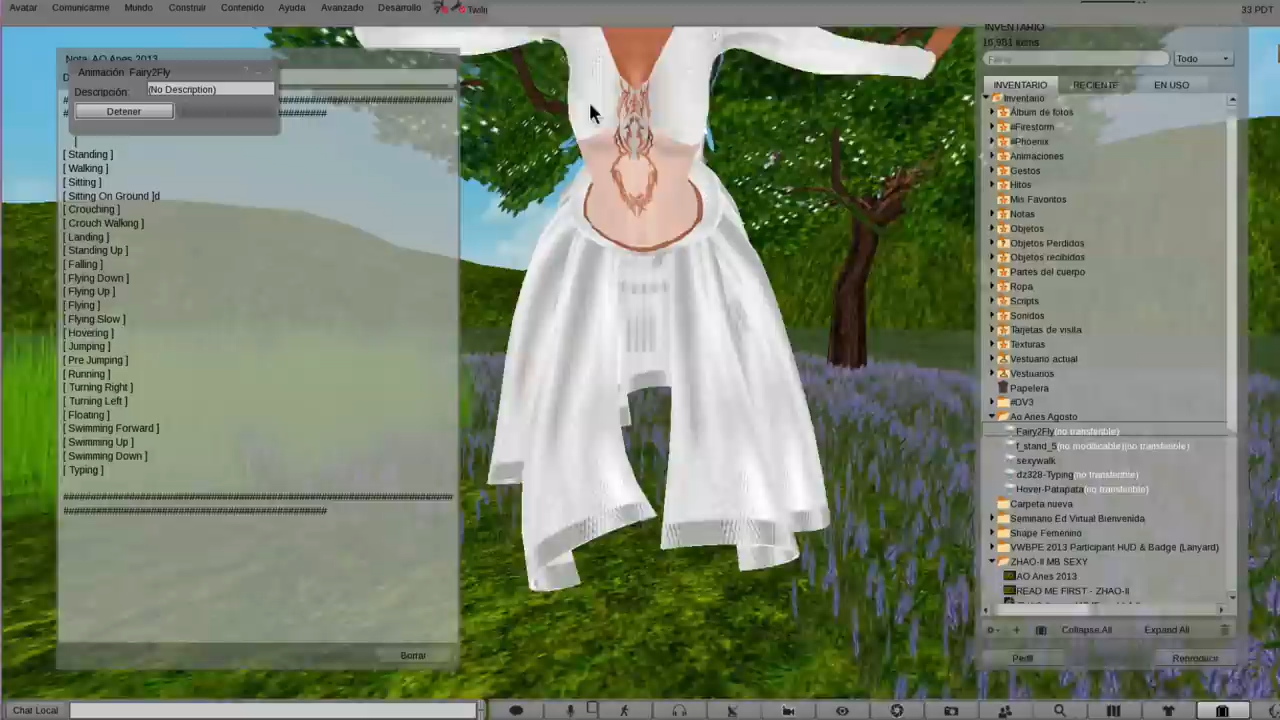 Avatar Comunicarme Mundo Construir Contenido Ayuda Avanzado Desarrollo Twin
33 PDT
Nota: AO Anes 2013
Animación: Fairy2Fly
Descripción: (No Description)
Detener
##########
[ Standing ]
[ Walking ]
[ Sitting ]
[ Sitting On Ground ]d
[ Crouching ]
[ Crouch Walking ]
[ Landing ]
[ Standing Up ]
[ Falling ]
[ Flying Down ]
[ Flying Up ]
[ Flying ]
[ Flying Slow ]
[ Hovering ]
[ Jumping ]
[ Pre Jumping ]
[ Running ]
[ Turning Right ]
[ Turning Left ]
[ Floating ]
[ Swimming Forward ]
[ Swimming Up ]
[ Swimming Down ]
[ Typing ]
Borrar
INVENTARIO
16,981 items
Todo
INVENTARIO RECIENTE EN USO
Inventario
Álbum de fotos
#Firestorm
#Phoenix
Animaciones
Gestos
Hitos
Mis Favoritos
Notas
Objetos
Objetos Perdidos
Objetos recibidos
Partes del cuerpo
Ropa
Scripts
Sonidos
Tarjetas de visita
Texturas
Vestuario actual
Vestuarios
Papelera
#DV3
Ao Anes Agosto
Fairy2Fly(no transferible)
f_stand_5(no modificable)(no transferible)
sexywalk
dz328-Typing(no transferible)
Hover-Patapata(no transferible)
Carpeta nueva
Seminario Ed Virtual Bienvenida
Shape Femenino
VWBPE 2013 Participant HUD & Badge (Lanyard)
ZHAO-II MB SEXY
AO Anes 2013
READ ME FIRST - ZHAO-II
Collapse All Expand All
Perfil Reproducir
Chat Local